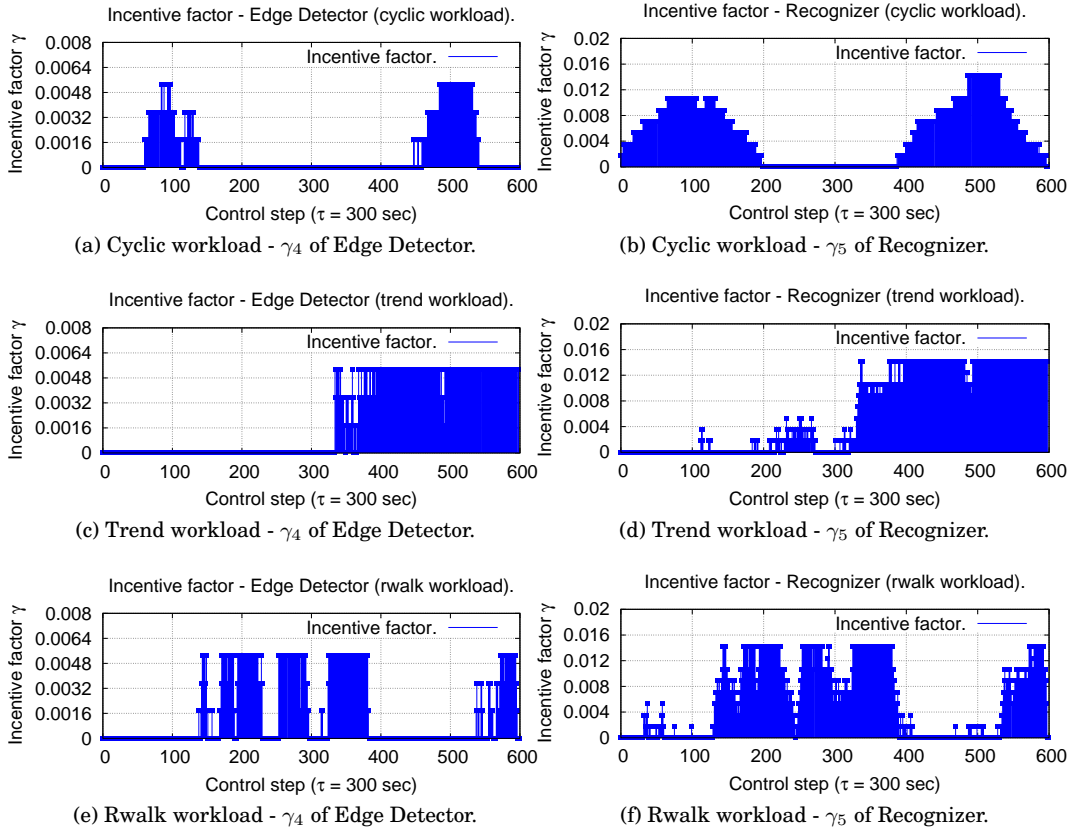 Incentive factor - Edge Detector (cyclic workload).
Incentive factor γ
0.008
0.0064
0.0048
0.0032
0.0016
0
Incentive factor.
0 100 200 300 400 500 600
Control step (τ = 300 sec)
(a) Cyclic workload - γ4 of Edge Detector.
Incentive factor - Recognizer (cyclic workload).
Incentive factor γ
0.02
0.016
0.012
0.008
0.004
0
Incentive factor.
0 100 200 300 400 500 600
Control step (τ = 300 sec)
(b) Cyclic workload - γ5 of Recognizer.
Incentive factor - Edge Detector (trend workload).
Incentive factor γ
0.008
0.0064
0.0048
0.0032
0.0016
0
Incentive factor.
0 100 200 300 400 500 600
Control step (τ = 300 sec)
(c) Trend workload - γ4 of Edge Detector.
Incentive factor - Recognizer (trend workload).
Incentive factor γ
0.02
0.016
0.012
0.008
0.004
0
Incentive factor.
0 100 200 300 400 500 600
Control step (τ = 300 sec)
(d) Trend workload - γ5 of Recognizer.
Incentive factor - Edge Detector (rwalk workload).
Incentive factor γ
0.008
0.0064
0.0048
0.0032
0.0016
0
Incentive factor.
0 100 200 300 400 500 600
Control step (τ = 300 sec)
(e) Rwalk workload - γ4 of Edge Detector.
Incentive factor - Recognizer (rwalk workload).
Incentive factor γ
0.02
0.016
0.012
0.008
0.004
0
Incentive factor.
0 100 200 300 400 500 600
Control step (τ = 300 sec)
(f) Rwalk workload - γ5 of Recognizer.